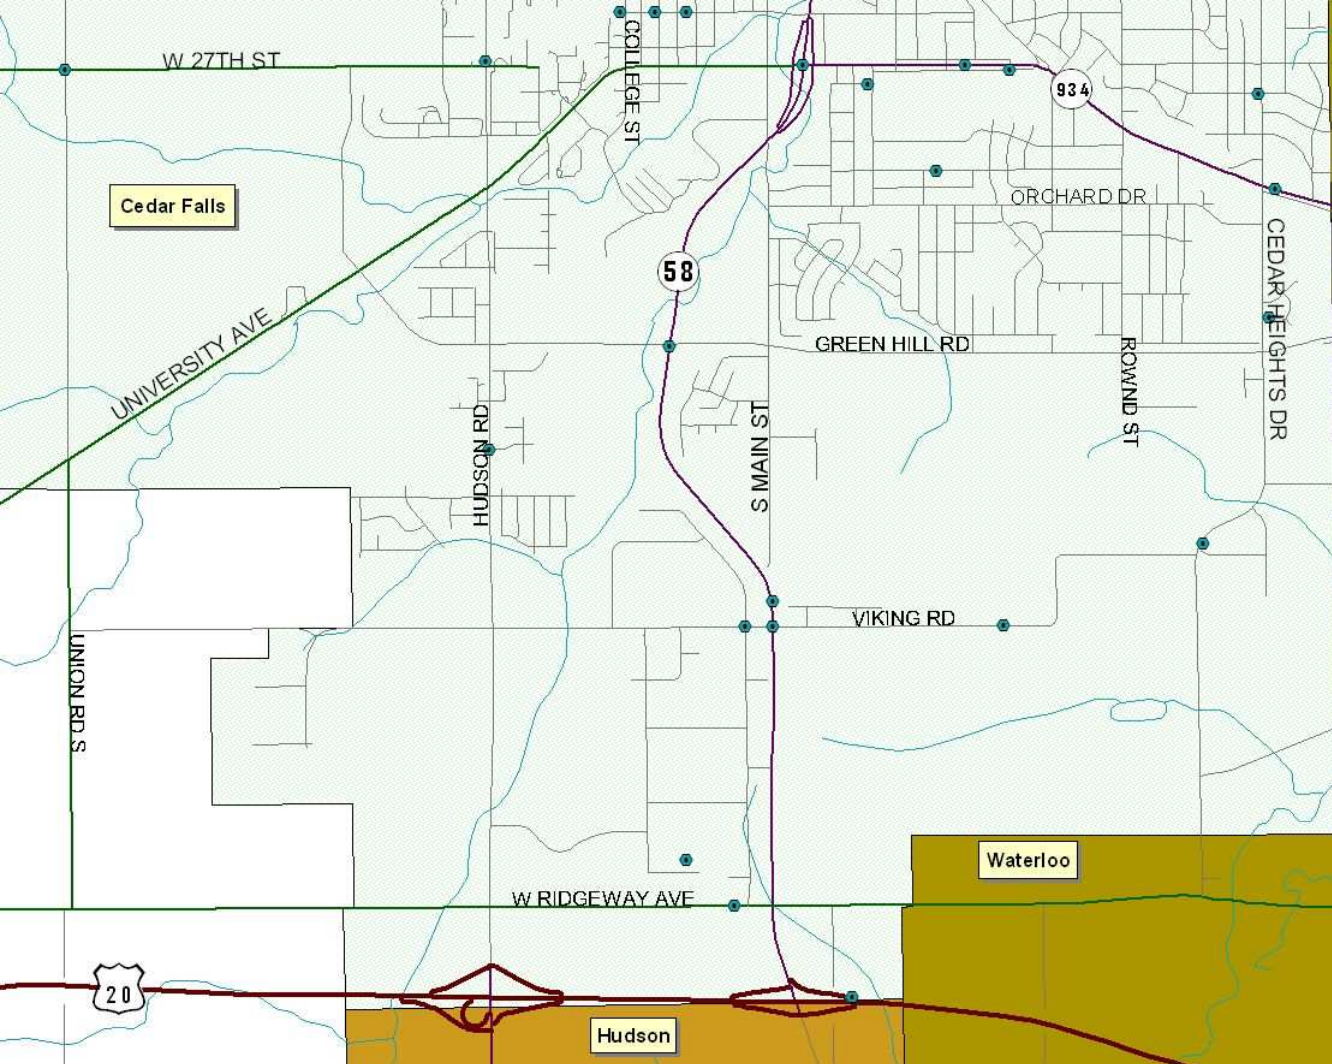 W 27TH ST
COLLEGE ST
934
Cedar Falls
ORCHARD DR
CEDAR HEIGHTS DR
58
UNIVERSITY AVE
GREEN HILL RD
ROWND ST
HUDSON RD
S MAIN ST
VIKING RD
UNION RD S
Waterloo
W RIDGEWAY AVE
20
Hudson